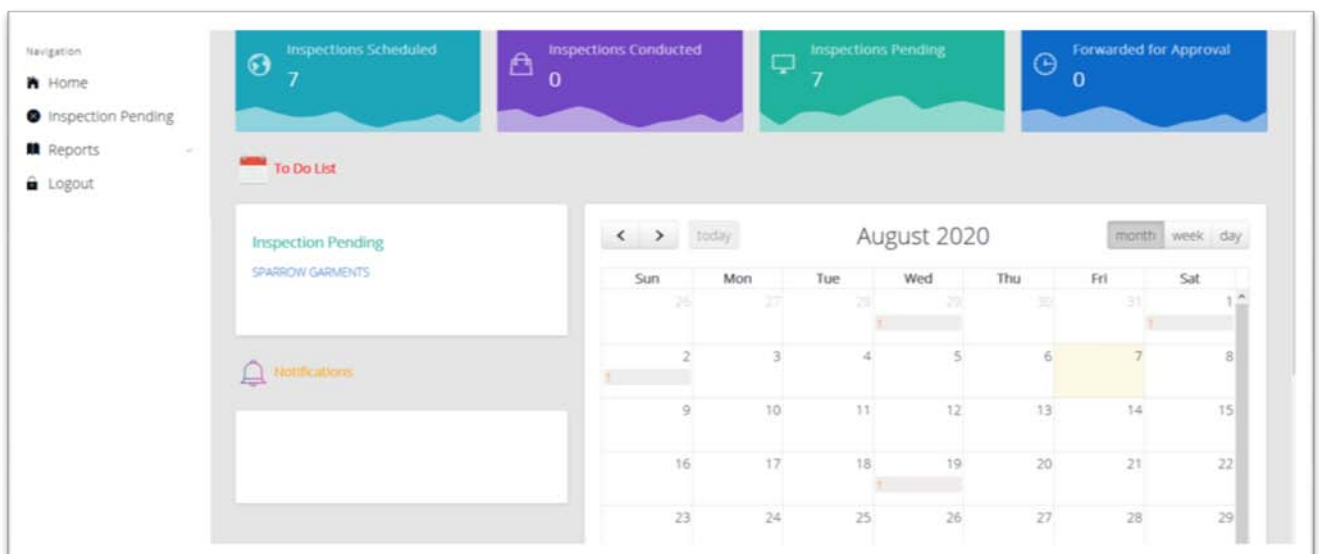 Navigation
Home
Inspection Pending
Reports
Logout
Inspections Scheduled
7
Inspections Conducted
0
Inspections Pending
7
Forwarded for Approval
0
To Do List
Inspection Pending
SPARROW GARMENTS
Notifications
today
August 2020
month week day
Sun Mon Tue Wed Thu Fri Sat
26 27 28 29 30 31 1
1 1
2 3 4 5 6 7 8
1
9 10 11 12 13 14 15
16 17 18 19 20 21 22
1
23 24 25 26 27 28 29